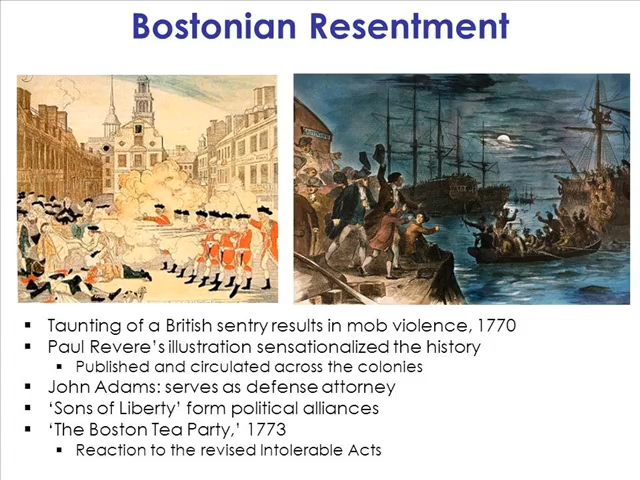 Bostonian Resentment
▪ Taunting of a British sentry results in mob violence, 1770
▪ Paul Revere's illustration sensationalized the history
▪ Published and circulated across the colonies
▪ John Adams: serves as defense attorney
▪ 'Sons of Liberty' form political alliances
▪ 'The Boston Tea Party,' 1773
▪ Reaction to the revised Intolerable Acts